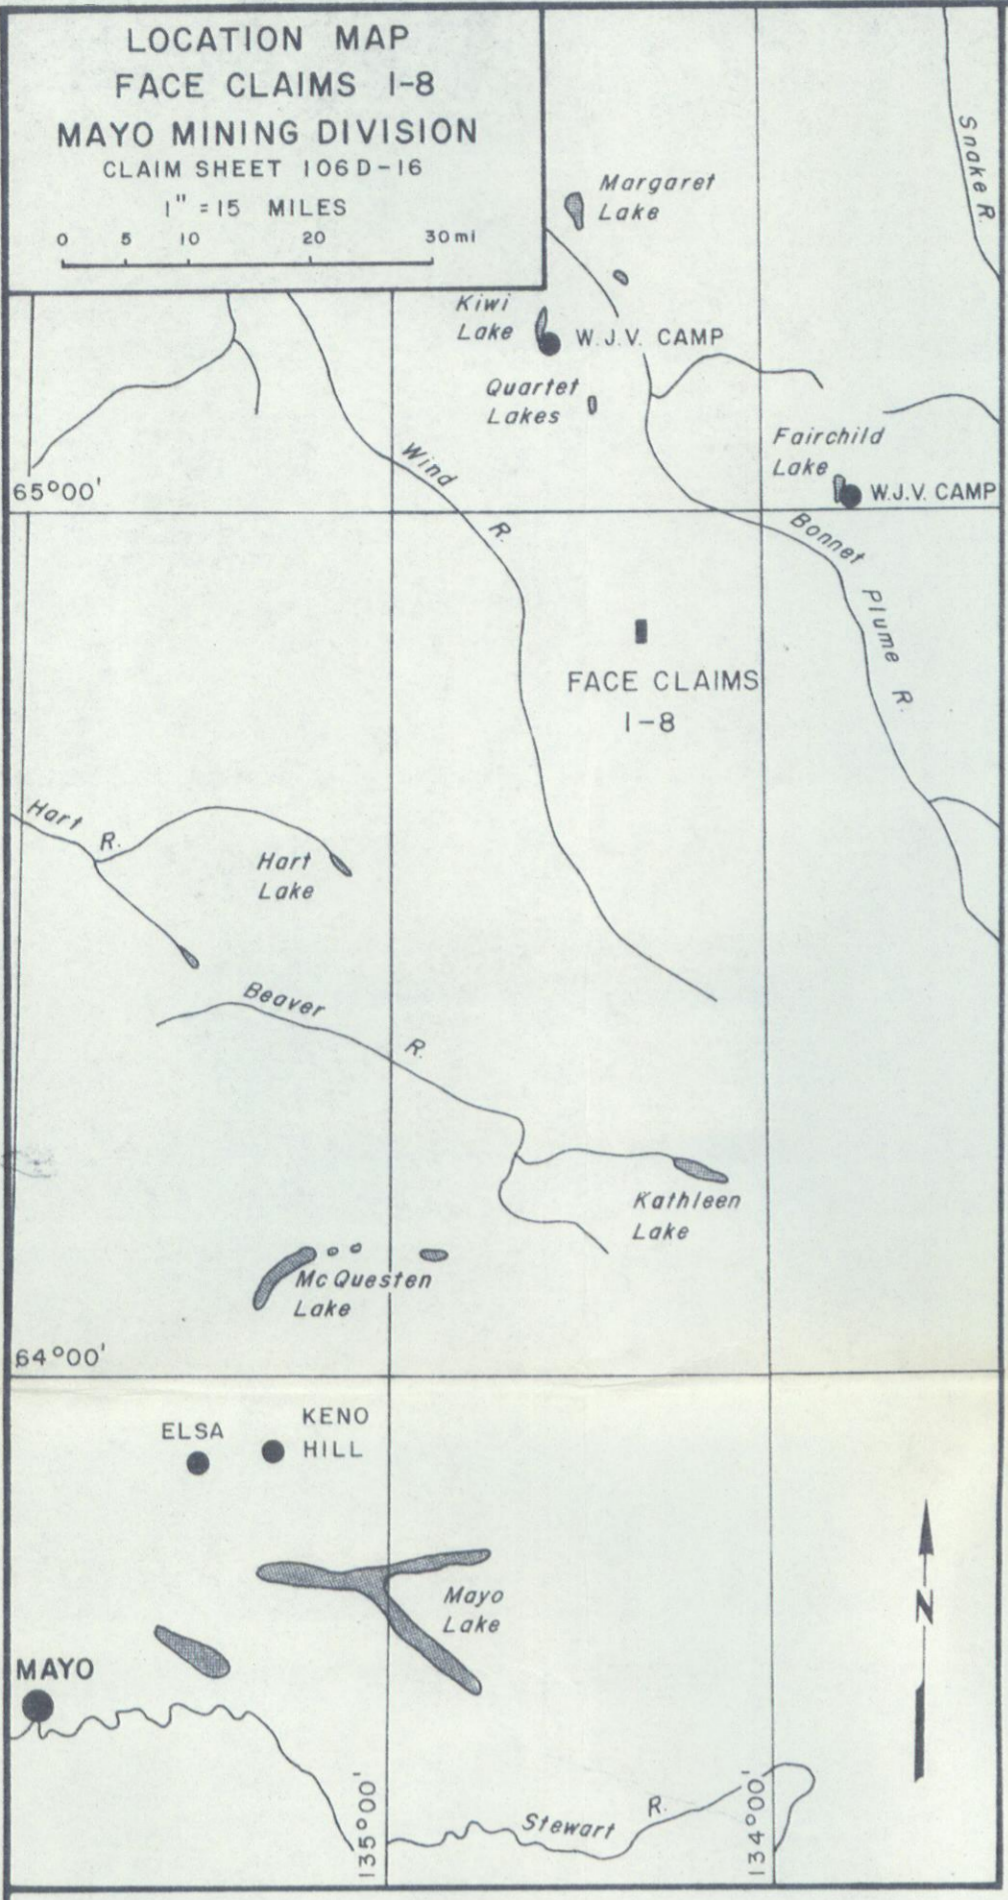 LOCATION MAP
FACE CLAIMS 1-8
MAYO MINING DIVISION
CLAIM SHEET 106 D-16
1" = 15 MILES
0 5 10 20 30 mi
Snake R.
Margaret
Lake
Kiwi
Lake
W.J.V. CAMP
Quartet
Lakes
Fairchild
Lake
W.J.V. CAMP
Wind R.
65°00'
Bonnet Plume R.
FACE CLAIMS
1-8
Hart R.
Hart
Lake
Beaver R.
Kathleen
Lake
McQuesten
Lake
64°00'
ELSA
KENO
HILL
Mayo
Lake
N
MAYO
135°00'
Stewart R.
134°00'